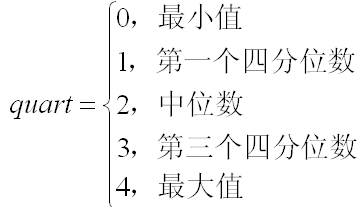 quart=
0，最小值
1，第一个四分位数
2，中位数
3，第三个四分位数
4，最大值